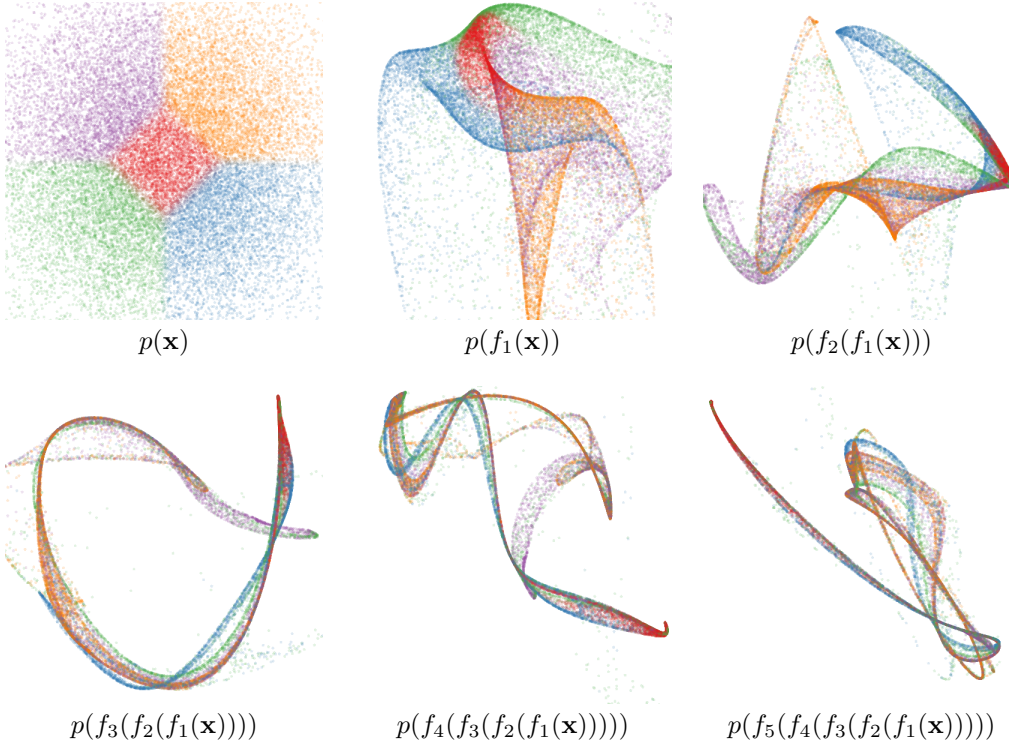 p(x)
p(f₁(x))
p(f₂(f₁(x)))
p(f₃(f₂(f₁(x))))
p(f₄(f₃(f₂(f₁(x)))))
p(f₅(f₄(f₃(f₂(f₁(x)))))